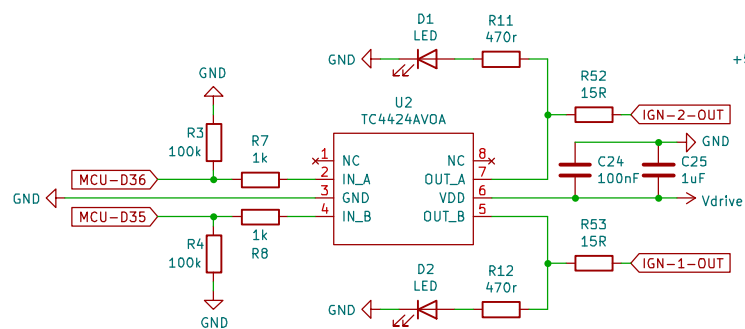 D1
LED
R11
470r
GND
+
GND
R52
15R
IGN-2-OUT
R3
100k
R7
1k
U2
TC4424AVOA
GND
MCU-D36
1
NC
2
IN_A
3
GND
4
IN_B
NC
8
OUT_A
7
VDD
6
OUT_B
5
C24
100nF
C25
1uF
GND
Vdrive
MCU-D35
R4
100k
1k
R8
R53
15R
IGN-1-OUT
D2
LED
R12
470r
GND
GND